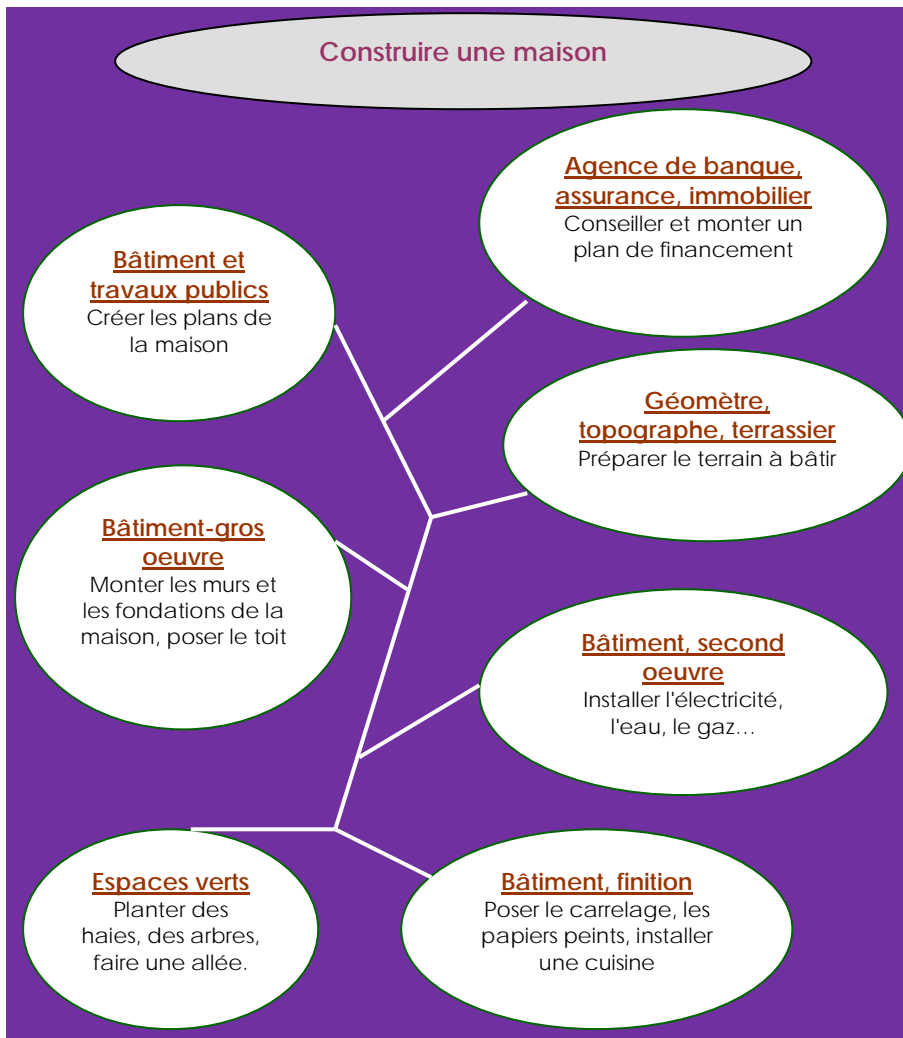 Construire une maison
Agence de banque,
assurance, immobilier
Conseiller et monter un
plan de financement
Bâtiment et
travaux publics
Créer les plans de
la maison
Géomètre,
topographe, terrassier
Préparer le terrain à bâtir
Bâtiment-gros
oeuvre
Monter les murs et
les fondations de la
maison, poser le toit
Bâtiment, second
oeuvre
Installer l'électricité,
l'eau, le gaz…
Espaces verts
Planter des
haies, des arbres,
faire une allée.
Bâtiment, finition
Poser le carrelage, les
papiers peints, installer
une cuisine